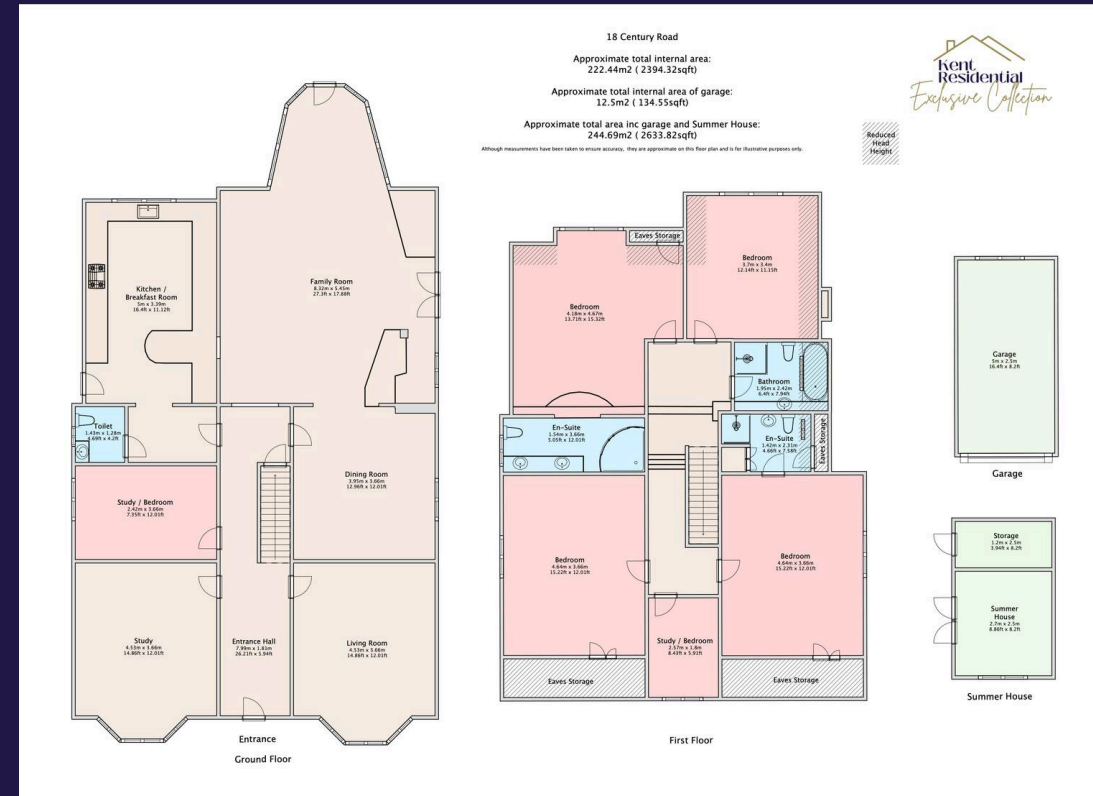 18 Century Road
Approximate total internal area:
222.44m2 ( 2394.32sqft)
Approximate total internal area of garage:
12.5m2 ( 134.55sqft)
Approximate total area inc garage and Summer House:
244.69m2 ( 2633.82sqft)
Although measurements have been taken to ensure accuracy, they are approximate on this floor plan and is for illustrative purposes only.
Kent
Residential
Exclusive Collection
Reduced
Head
Height
Kitchen /
Breakfast Room
5m x 3.39m
16.4ft x 11.12ft
Family Room
8.32m x 5.45m
27.3ft x 17.88ft
Toilet
1.43m x 1.28m
4.69ft x 4.2ft
Dining Room
3.95m x 3.66m
12.96ft x 12.01ft
Study / Bedroom
2.42m x 3.66m
7.35ft x 12.01ft
Study
4.53m x 3.66m
14.86ft x 12.01ft
Entrance Hall
7.99m x 1.81m
26.21ft x 5.94ft
Living Room
4.53m x 3.66m
14.86ft x 12.01ft
Entrance
Ground Floor
Eaves Storage
Bedroom
3.7m x 3.4m
12.14ft x 11.15ft
Bedroom
4.18m x 4.67m
13.71ft x 15.32ft
Bathroom
1.95m x 2.42m
6.4ft x 7.94ft
En-Suite
1.54m x 3.66m
5.05ft x 12.01ft
En-Suite
1.42m x 2.31m
4.66ft x 7.58ft
Eaves Storage
Bedroom
4.64m x 3.66m
15.22ft x 12.01ft
Bedroom
4.64m x 3.66m
15.22ft x 12.01ft
Study / Bedroom
2.57m x 1.8m
8.43ft x 5.91ft
Eaves Storage
Eaves Storage
First Floor
Garage
5m x 2.5m
16.4ft x 8.2ft
Garage
Storage
1.2m x 2.5m
3.94ft x 8.2ft
Summer
House
2.7m x 2.5m
8.86ft x 8.2ft
Summer House